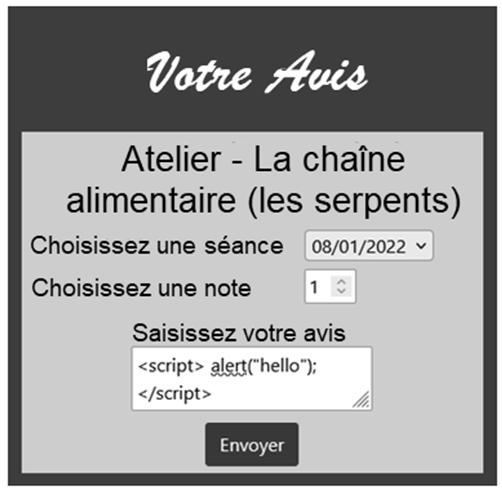 Votre Avis
Atelier - La chaîne
alimentaire (les serpents)
Choisissez une séance 08/01/2022
Choisissez une note 1
Saisissez votre avis
<script> alert("hello");
</script>
Envoyer